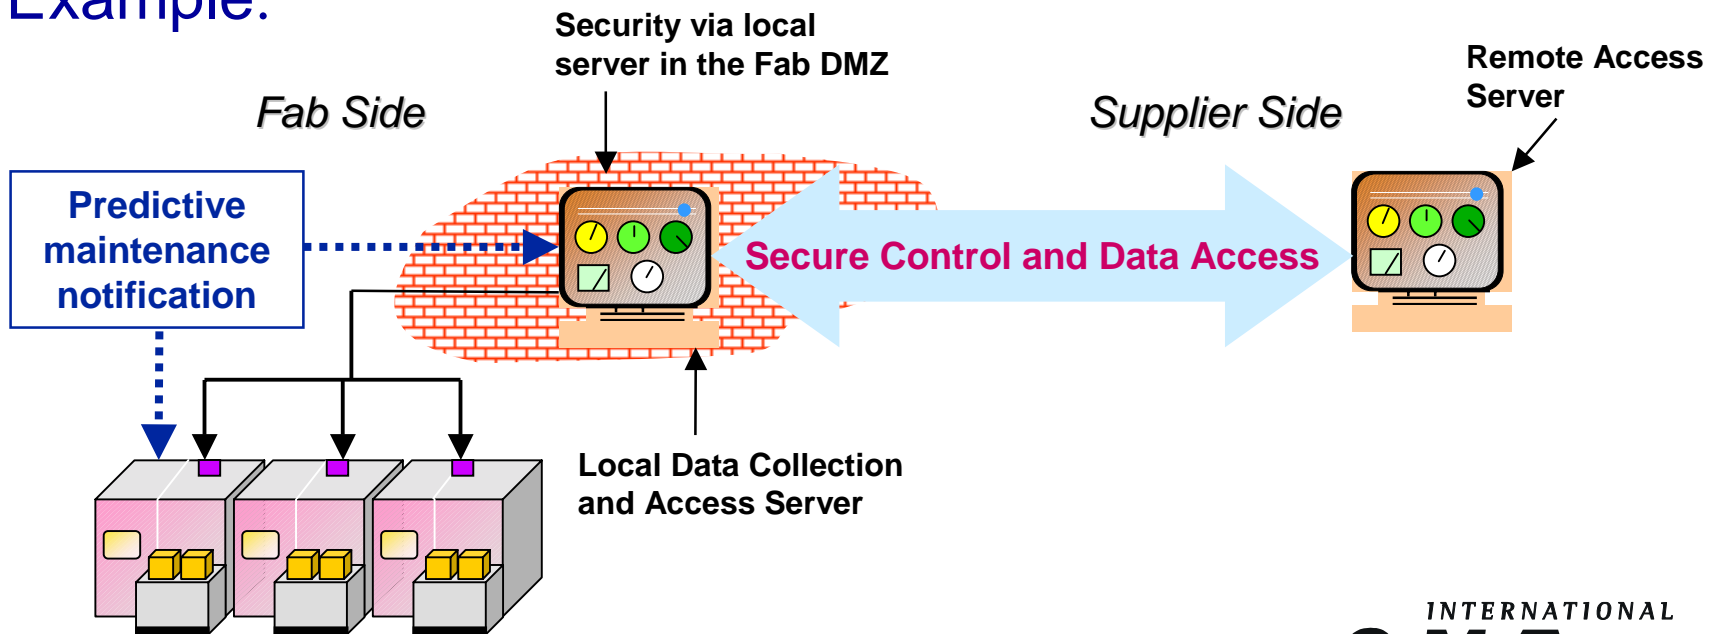 Example:
Security via local
server in the Fab DMZ
Remote Access
Server
Fab Side
Supplier Side
Predictive
maintenance
notification
Secure Control and Data Access
Local Data Collection
and Access Server
INTERNATIONAL